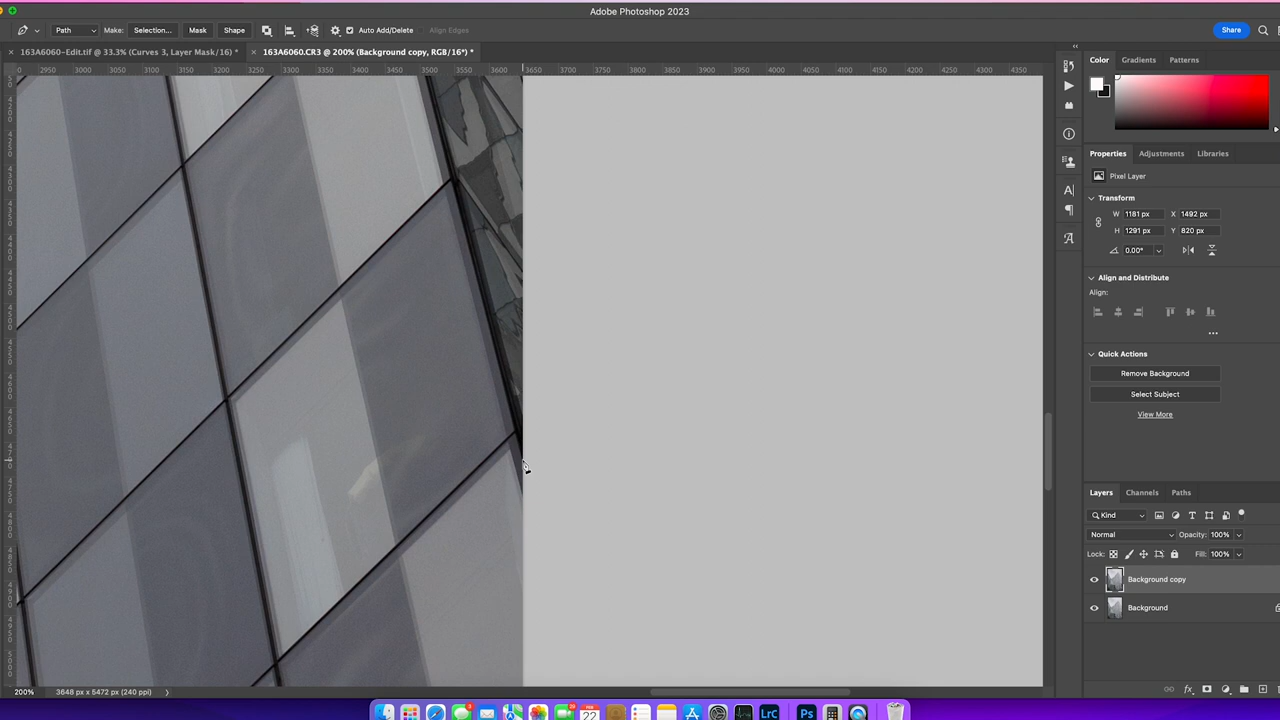 Adobe Photoshop 2023
Path Make: Selection... Mask Shape Auto Add/Delete Align Edges Share
163A6060-Edit.tif @ 33.3% (Curves 3, Layer Mask/16) * 163A6060.CR3 @ 200% (Background copy, RGB/16*) *
2950 3000 3050 3100 3150 3200 3250 3300 3350 3400 3450 3500 3550 3600 3650 3700 3750 3800 3850 3900 3950 4000 4050 4100 4150 4200 4250 4300 4350
Color Gradients Patterns
Properties Adjustments Libraries
Pixel Layer
Transform
W 1181 px X 1492 px
H 1291 px Y 820 px
0.00°
Align and Distribute
Align:
Quick Actions
Remove Background
Select Subject
View More
Layers Channels Paths
Kind
Normal Opacity: 100%
Lock: Fill: 100%
Background copy
Background
200% 3648 px x 5472 px (240 ppi)
22
LrC
Ps